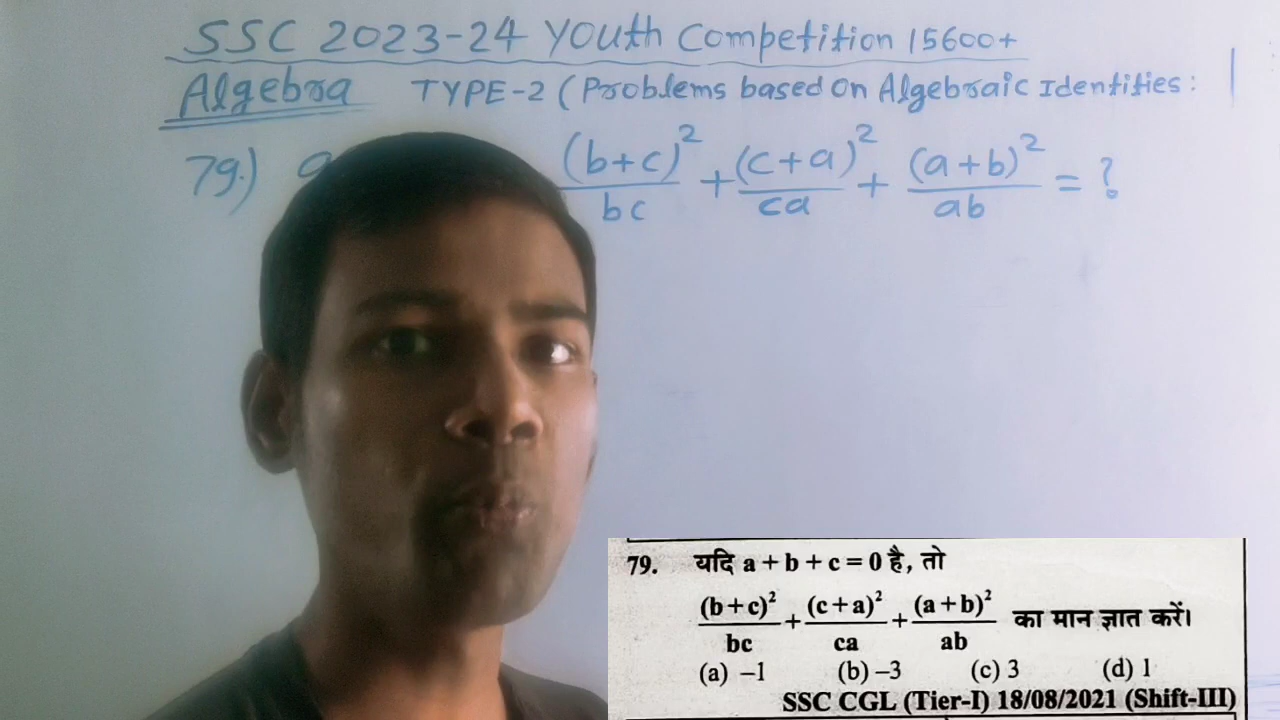 SSC 2023-24 Youth Competition 15600+
Algebra TYPE-2 (Problems based on Algebraic Identities:
79.) a (b+c)²/bc + (c+a)²/ca + (a+b)²/ab = ?
79. यदि a+b+c=0 है, तो
(b+c)²/bc + (c+a)²/ca + (a+b)²/ab का मान ज्ञात करें।
(a) –1 (b) –3 (c) 3 (d) 1
SSC CGL (Tier-I) 18/08/2021 (Shift-III)